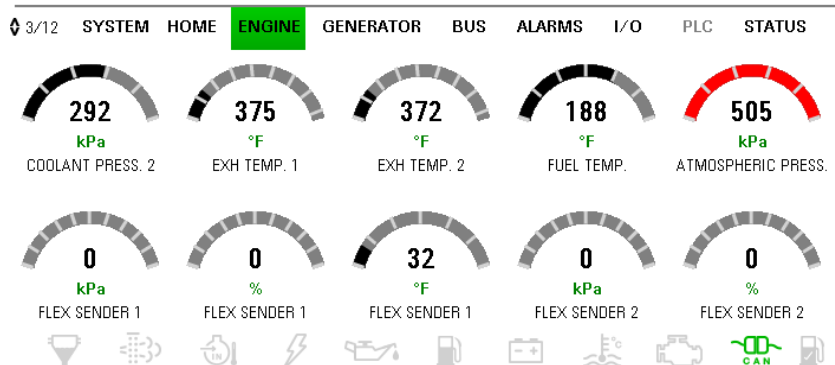 3/12 SYSTEM HOME ENGINE GENERATOR BUS ALARMS I/O PLC STATUS
292 375 372 188 505
kPa °F °F °F kPa
COOLANT PRESS. 2 EXH TEMP. 1 EXH TEMP. 2 FUEL TEMP. ATMOSPHERIC PRESS.
0 0 32 0 0
kPa % °F kPa %
FLEX SENDER 1 FLEX SENDER 1 FLEX SENDER 1 FLEX SENDER 2 FLEX SENDER 2
IN °C CAN